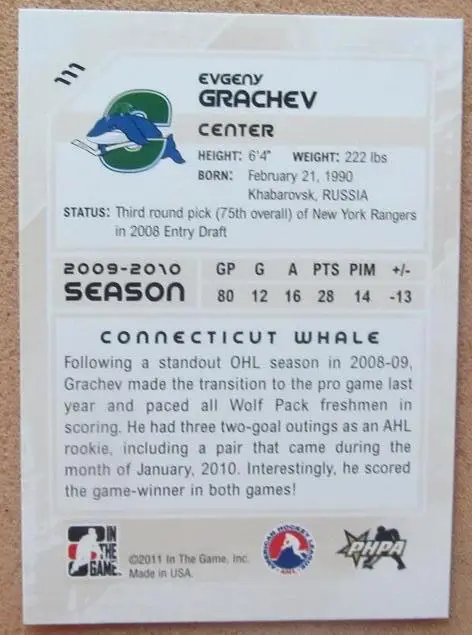 111
EVGENY
GRACHEV
CENTER
HEIGHT: 6'4" WEIGHT: 222 lbs
BORN: February 21, 1990
Khabarovsk, RUSSIA
STATUS: Third round pick (75th overall) of New York Rangers
in 2008 Entry Draft
2009-2010
SEASON
GP G A PTS PIM +/-
80 12 16 28 14 -13
CONNECTICUT WHALE
Following a standout OHL season in 2008-09,
Grachev made the transition to the pro game last
year and paced all Wolf Pack freshmen in
scoring. He had three two-goal outings as an AHL
rookie, including a pair that came during the
month of January, 2010. Interestingly, he scored
the game-winner in both games!
IN
THE
GAME
©2011 In The Game, Inc.
Made in USA.
AMERICAN HOCKEY LEAGUE
AHL
PHPA